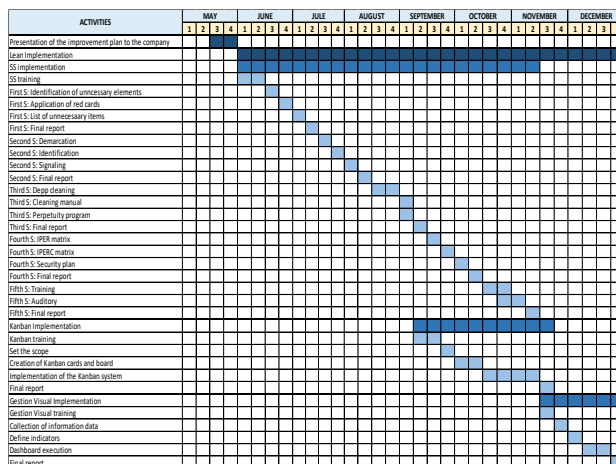 ACTIVITIES MAY JUNE JULE AUGUST SEPTEMBER OCTOBER NOVEMBER DECEMBER
1 2 3 4 1 2 3 4 1 2 3 4 1 2 3 4 1 2 3 4 1 2 3 4 1 2 3 4 1 2 3
Presentation of the improvement plan to the company
Lean Implementation
5S implementation
5S training
First S: Identification of unncessary elements
First S: Application of red cards
First S: List of unnecesaary items
First S: Final report
Second S: Demarcation
Second S: Identification
Second S: Signaling
Second S: Final report
Third S: Depp cleaning
Third S: Cleaning manual
Third S: Perpetuity program
Third S: Final report
Fourth S: IPER matrix
Fourth S: IPERC matrix
Fourth S: Security plan
Fourth S: Final report
Fifth S: Training
Fifth S: Auditory
Fifth S: Final report
Kanban Implementation
Kanban training
Set the scope
Creation of Kanban cards and board
Implementation of the Kanban system
Final report
Gestion Visual Implementation
Gestion Visual training
Collection of information data
Define indicators
Dashboard execution
Final report